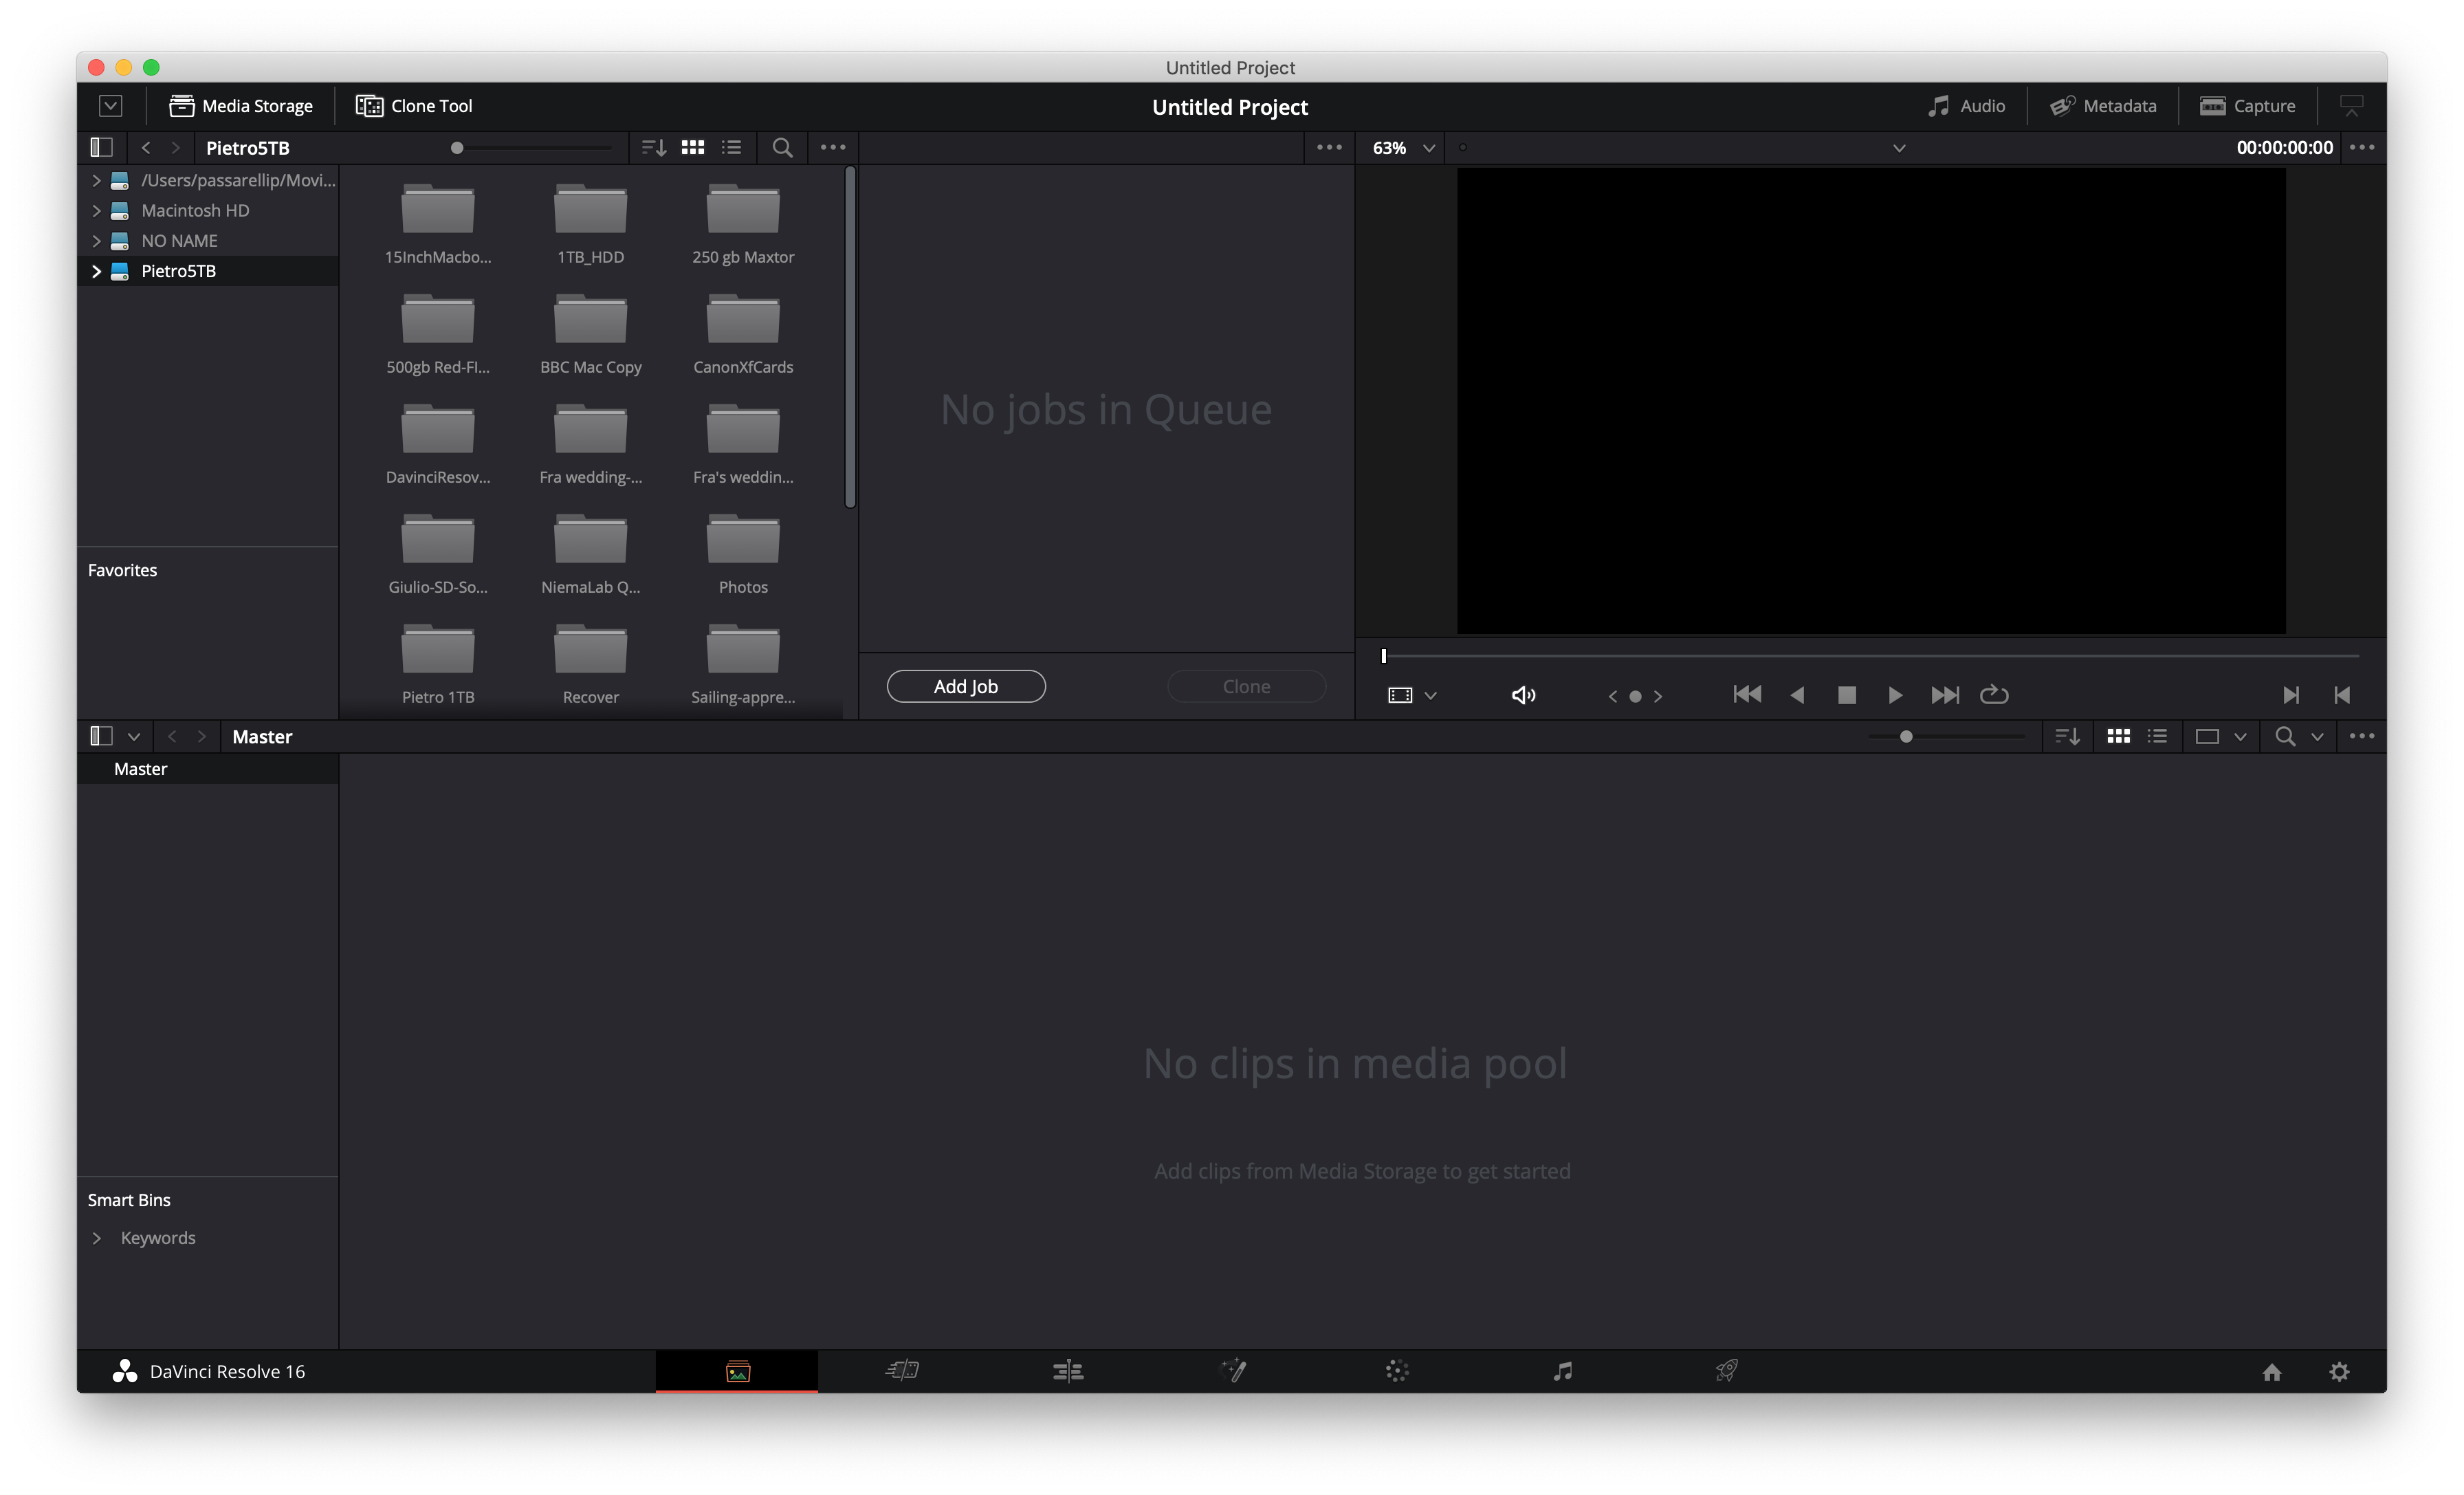 Untitled Project
Media Storage
Clone Tool
Untitled Project
Audio
Metadata
Capture
Pietro5TB
63%
00:00:00:00
/Users/passarellip/Movi...
Macintosh HD
NO NAME
Pietro5TB
Favorites
15InchMacbo... 1TB_HDD 250 gb Maxtor
500gb Red-Fl... BBC Mac Copy CanonXfCards
DavinciResov... Fra wedding-... Fra's weddin...
Giulio-SD-So... NiemaLab Q... Photos
Pietro 1TB Recover Sailing-appre...
No jobs in Queue
Add Job
Clone
Master
Master
No clips in media pool
Add clips from Media Storage to get started
Smart Bins
Keywords
DaVinci Resolve 16